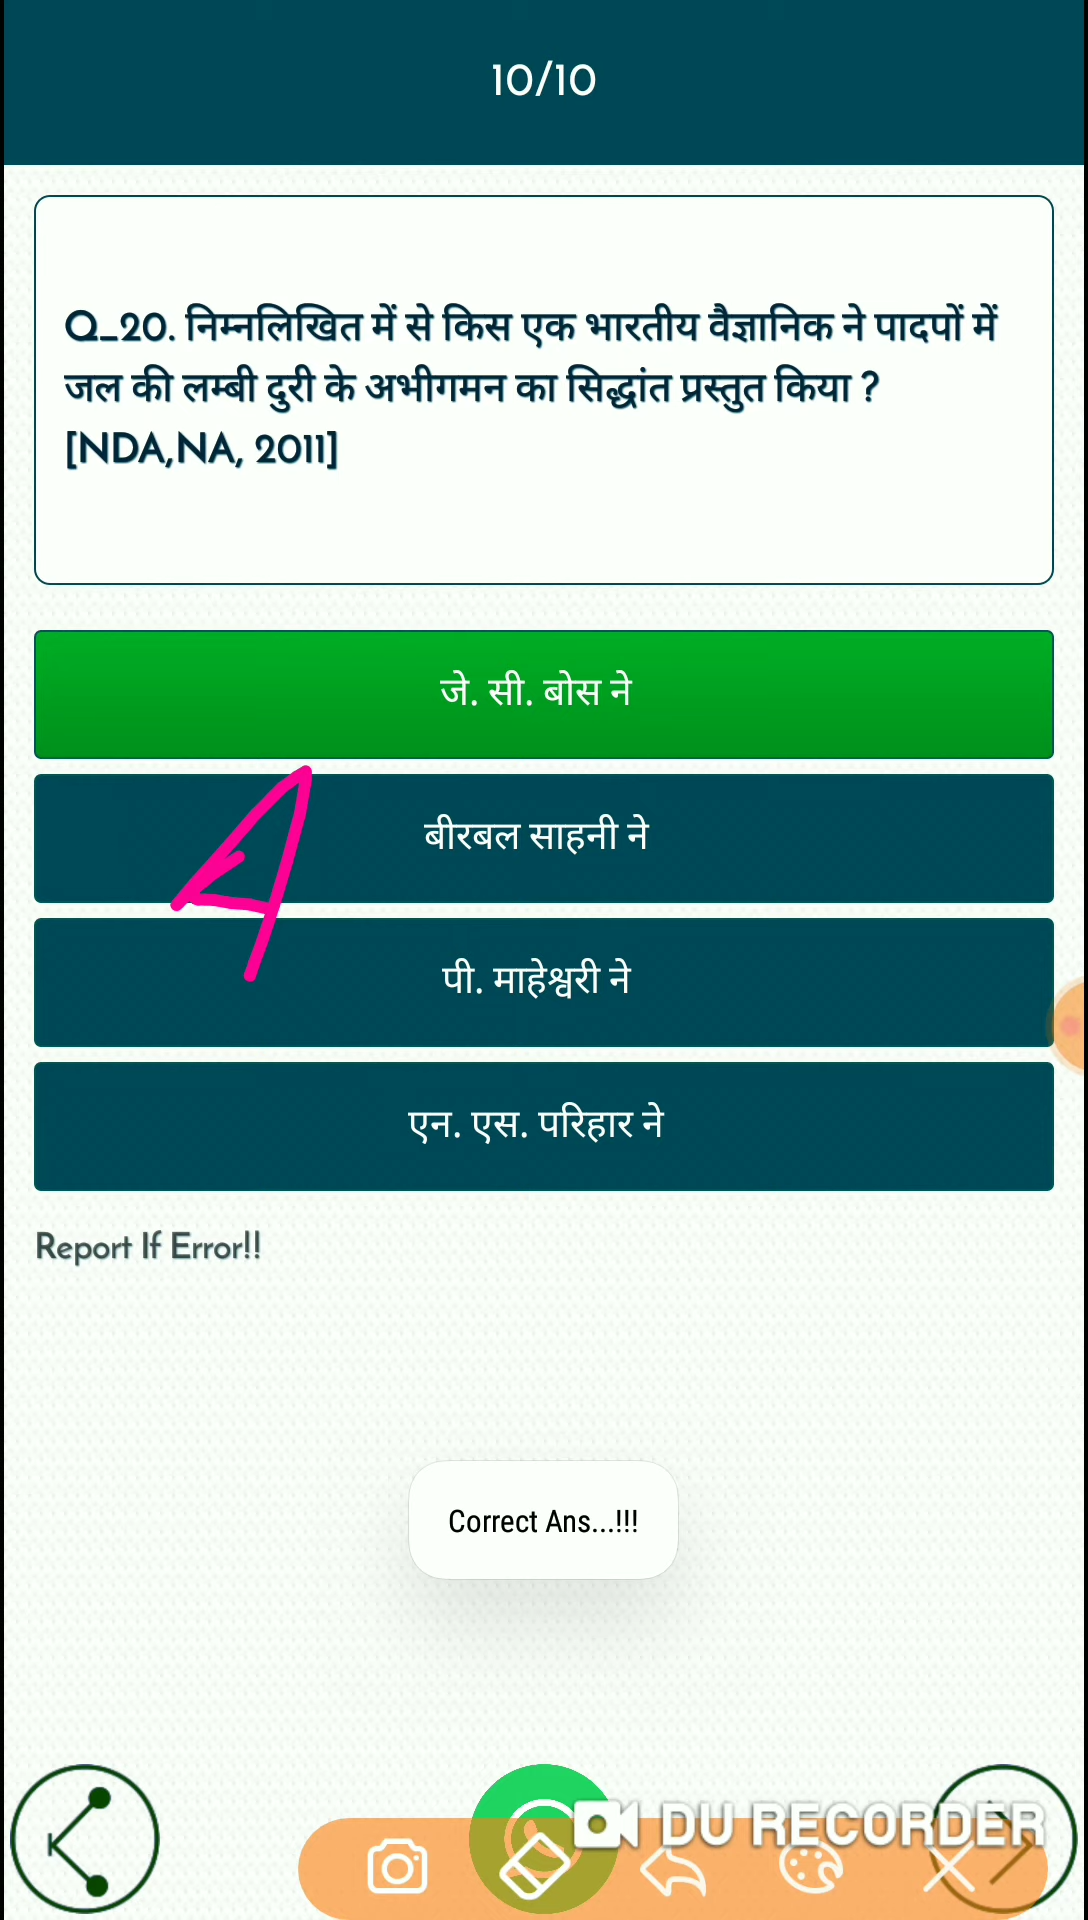 10/10
Q_20. निम्नलिखित में से किस एक भारतीय वैज्ञानिक ने पादपों में
जल की लम्बी दुरी के अभीगमन का सिद्धांत प्रस्तुत किया ?
[NDA,NA, 2011]
जे. सी. बोस ने
बीरबल साहनी ने
पी. माहेश्वरी ने
एन. एस. परिहार ने
Report If Error!!
Correct Ans...!!!
DU RECORDER